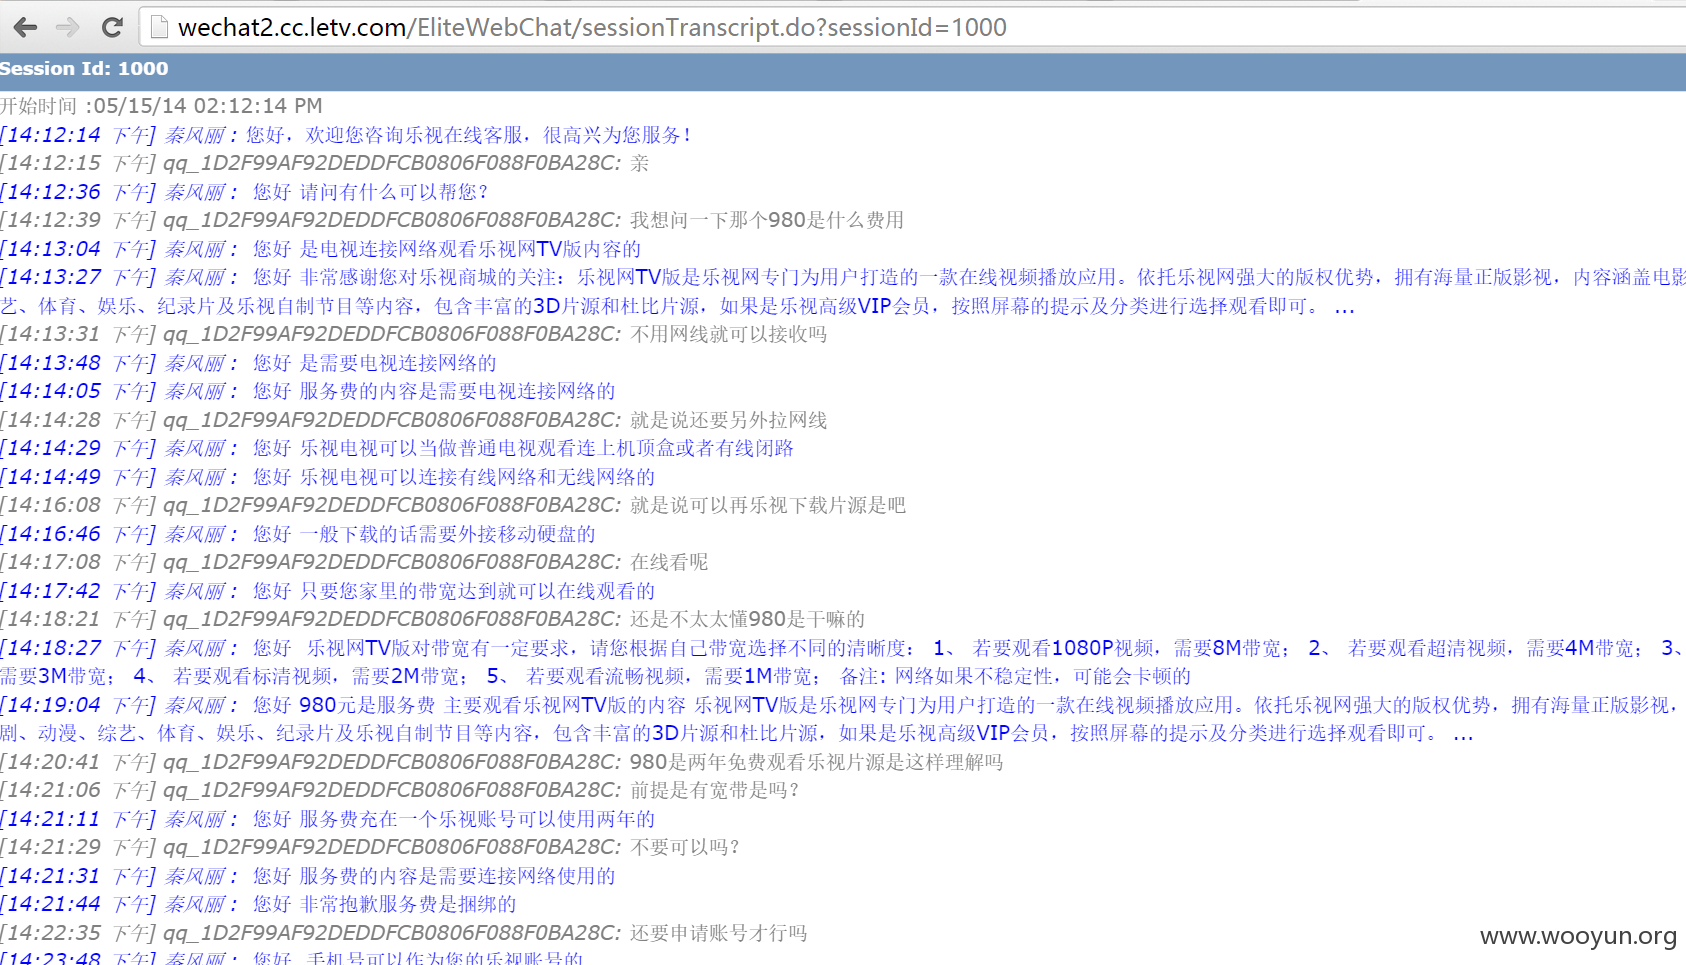 wechat2.cc.letv.com/EliteWebChat/sessionTranscript.do?sessionId=1000
Session Id: 1000
开始时间 :05/15/14 02:12:14 PM
[14:12:14 下午] 秦风丽 : 您好，欢迎您咨询乐视在线客服，很高兴为您服务！
[14:12:15 下午] qq_1D2F99AF92DEDDFCB0806F088F0BA28C: 亲
[14:12:36 下午] 秦风丽 : 您好 请问有什么可以帮您？
[14:12:39 下午] qq_1D2F99AF92DEDDFCB0806F088F0BA28C: 我想问一下那个980是什么费用
[14:13:04 下午] 秦风丽 : 您好 是电视连接网络观看乐视网TV版内容的
[14:13:27 下午] 秦风丽 : 您好 非常感谢您对乐视商城的关注：乐视网TV版是乐视网专门为用户打造的一款在线视频播放应用。依托乐视网强大的版权优势，拥有海量正版影视，内容涵盖电影
艺、体育、娱乐、纪录片及乐视自制节目等内容，包含丰富的3D片源和杜比片源，如果是乐视高级VIP会员，按照屏幕的提示及分类进行选择观看即可。 ...
[14:13:31 下午] qq_1D2F99AF92DEDDFCB0806F088F0BA28C: 不用网线就可以接收吗
[14:13:48 下午] 秦风丽 : 您好 是需要电视连接网络的
[14:14:05 下午] 秦风丽 : 您好 服务费的内容是需要电视连接网络的
[14:14:28 下午] qq_1D2F99AF92DEDDFCB0806F088F0BA28C: 就是说还要另外拉网线
[14:14:29 下午] 秦风丽 : 您好 乐视电视可以当做普通电视观看连上机顶盒或者有线闭路
[14:14:49 下午] 秦风丽 : 您好 乐视电视可以连接有线网络和无线网络的
[14:16:08 下午] qq_1D2F99AF92DEDDFCB0806F088F0BA28C: 就是说可以再乐视下载片源是吧
[14:16:46 下午] 秦风丽 : 您好 一般下载的话需要外接移动硬盘的
[14:17:08 下午] qq_1D2F99AF92DEDDFCB0806F088F0BA28C: 在线看呢
[14:17:42 下午] 秦风丽 : 您好 只要您家里的带宽达到就可以在线观看的
[14:18:21 下午] qq_1D2F99AF92DEDDFCB0806F088F0BA28C: 还是不太太懂980是干嘛的
[14:18:27 下午] 秦风丽 : 您好 乐视网TV版对带宽有一定要求，请您根据自己带宽选择不同的清晰度： 1、 若要观看1080P视频，需要8M带宽； 2、 若要观看超清视频，需要4M带宽； 3、
需要3M带宽； 4、 若要观看标清视频，需要2M带宽； 5、 若要观看流畅视频，需要1M带宽； 备注: 网络如果不稳定性，可能会卡顿的
[14:19:04 下午] 秦风丽 : 您好 980元是服务费 主要观看乐视网TV版的内容 乐视网TV版是乐视网专门为用户打造的一款在线视频播放应用。依托乐视网强大的版权优势，拥有海量正版影视，
剧、动漫、综艺、体育、娱乐、纪录片及乐视自制节目等内容，包含丰富的3D片源和杜比片源，如果是乐视高级VIP会员，按照屏幕的提示及分类进行选择观看即可。 ...
[14:20:41 下午] qq_1D2F99AF92DEDDFCB0806F088F0BA28C: 980是两年免费观看乐视片源是这样理解吗
[14:21:06 下午] qq_1D2F99AF92DEDDFCB0806F088F0BA28C: 前提是有宽带是吗？
[14:21:11 下午] 秦风丽 : 您好 服务费充在一个乐视账号可以使用两年的
[14:21:29 下午] qq_1D2F99AF92DEDDFCB0806F088F0BA28C: 不要可以吗？
[14:21:31 下午] 秦风丽 : 您好 服务费的内容是需要连接网络使用的
[14:21:44 下午] 秦风丽 : 您好 非常抱歉服务费是捆绑的
[14:22:35 下午] qq_1D2F99AF92DEDDFCB0806F088F0BA28C: 还要申请账号才行吗
[14:23:48 下午] 秦风丽 : 您好 手机号可以作为您的乐视账号的
www.wooyun.org